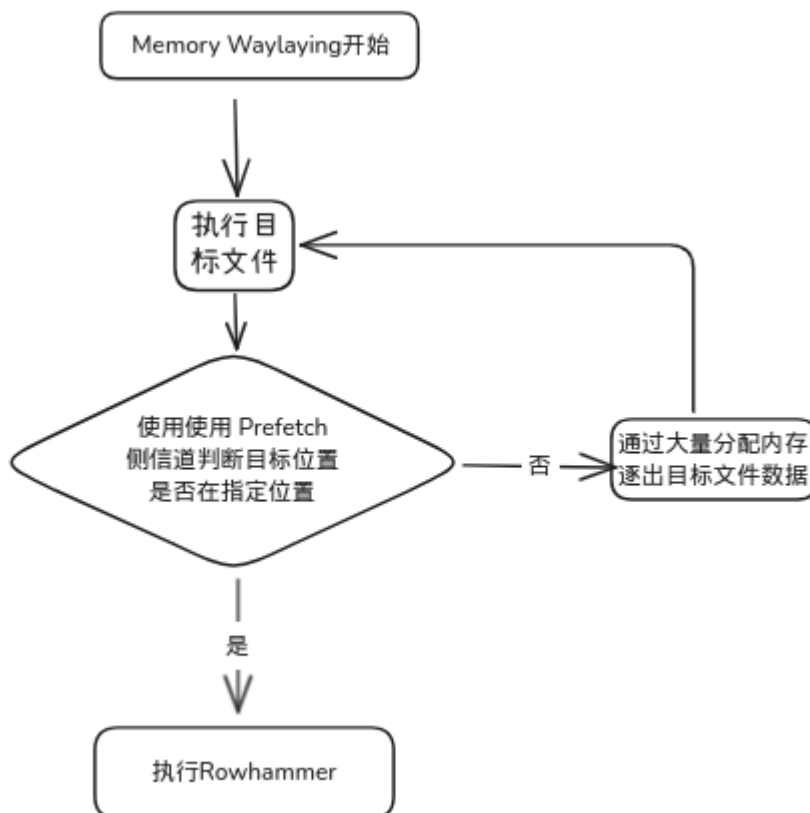 Memory Waylaying开始
执行目
标文件
使用使用 Prefetch
侧信道判断目标位置
是否在指定位置
否
通过大量分配内存
逐出目标文件数据
是
执行Rowhammer